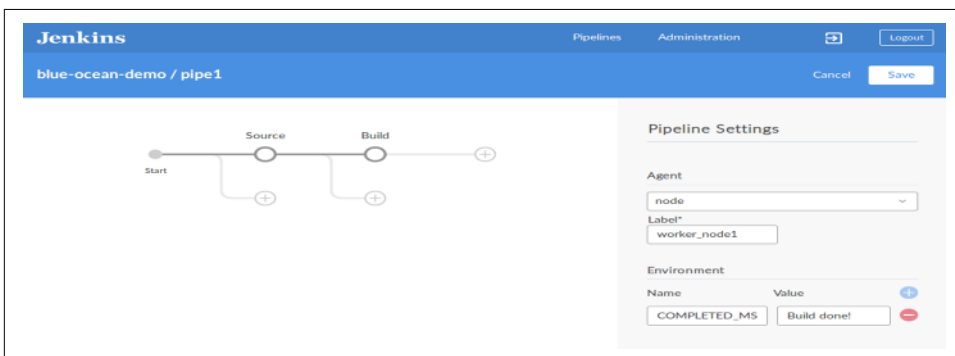 Jenkins Pipelines Administration Logout
blue-ocean-demo / pipe1 Cancel Save
Source Build
Start
Pipeline Settings
Agent
node
Label*
worker_node1
Environment
Name Value
COMPLETED_MS Build done!